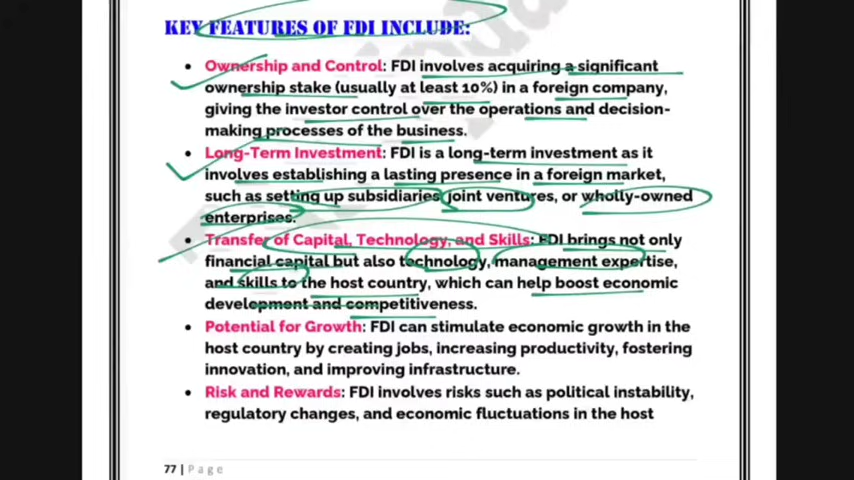 KEY FEATURES OF FDI INCLUDE:
• Ownership and Control: FDI involves acquiring a significant
ownership stake (usually at least 10%) in a foreign company,
giving the investor control over the operations and decision-
making processes of the business.
• Long-Term Investment: FDI is a long-term investment as it
involves establishing a lasting presence in a foreign market,
such as setting up subsidiaries, joint ventures, or wholly-owned
enterprises.
• Transfer of Capital, Technology, and Skills: FDI brings not only
financial capital but also technology, management expertise,
and skills to the host country, which can help boost economic
development and competitiveness.
• Potential for Growth: FDI can stimulate economic growth in the
host country by creating jobs, increasing productivity, fostering
innovation, and improving infrastructure.
• Risk and Rewards: FDI involves risks such as political instability,
regulatory changes, and economic fluctuations in the host
77 | Page